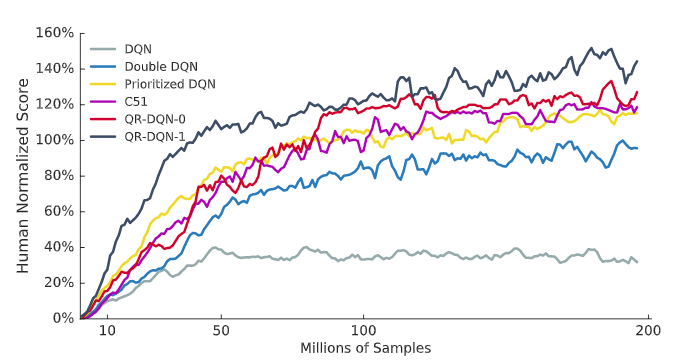 160%
140%
120%
100%
80%
60%
40%
20%
0%
Human Normalized Score
DQN
Double DQN
Prioritized DQN
C51
QR-DQN-0
QR-DQN-1
10 50 100 200
Millions of Samples